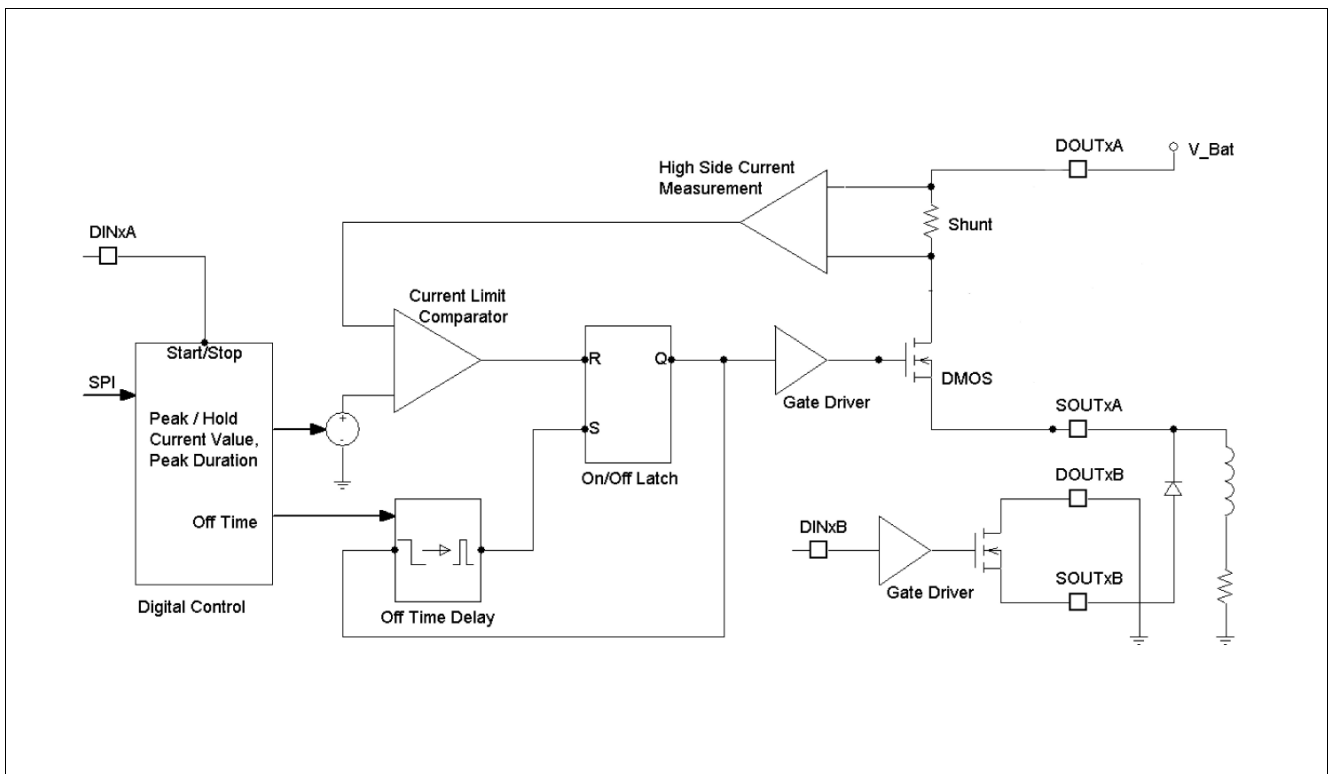 DOUTxA
V_Bat
High Side Current
Measurement
Shunt
DINxA
Current Limit
Comparator
Start/Stop
R
Q
DMOS
SPI
Gate Driver
Peak / Hold
Current Value,
Peak Duration
+
-
S
SOUTxA
On/Off Latch
DOUTxB
Off Time
DINxB
SOUTxB
Gate Driver
Digital Control
Off Time Delay